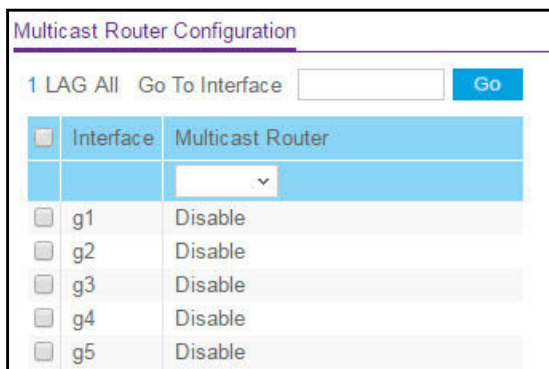 Multicast Router Configuration
1 LAG All Go To Interface Go
Interface Multicast Router
g1 Disable
g2 Disable
g3 Disable
g4 Disable
g5 Disable